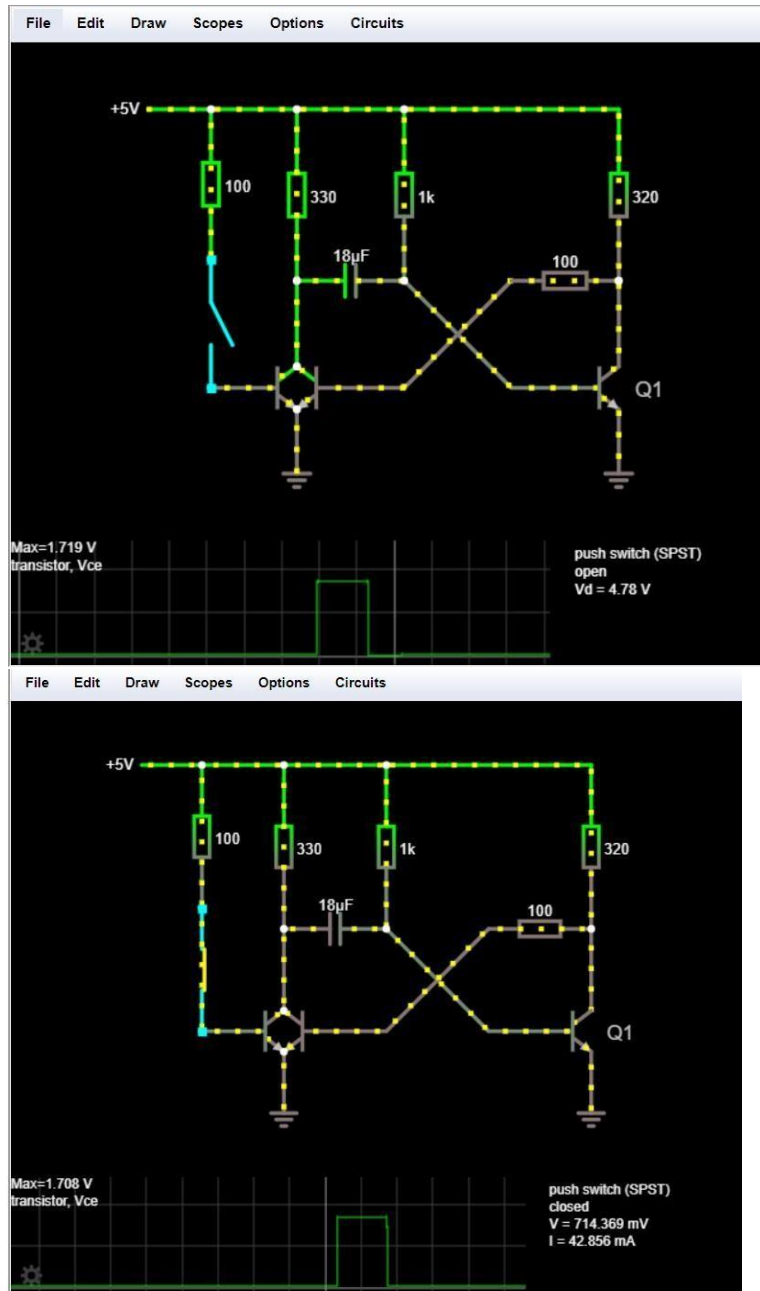 File Edit Draw Scopes Options Circuits
+5V
100
330
1k
320
18µF
100
Q1
Max=1.719 V
transistor, Vce
push switch (SPST)
open
Vd = 4.78 V
File Edit Draw Scopes Options Circuits
+5V
100
330
1k
320
18µF
100
Q1
Max=1.708 V
transistor, Vce
push switch (SPST)
closed
V = 714.369 mV
I = 42.856 mA